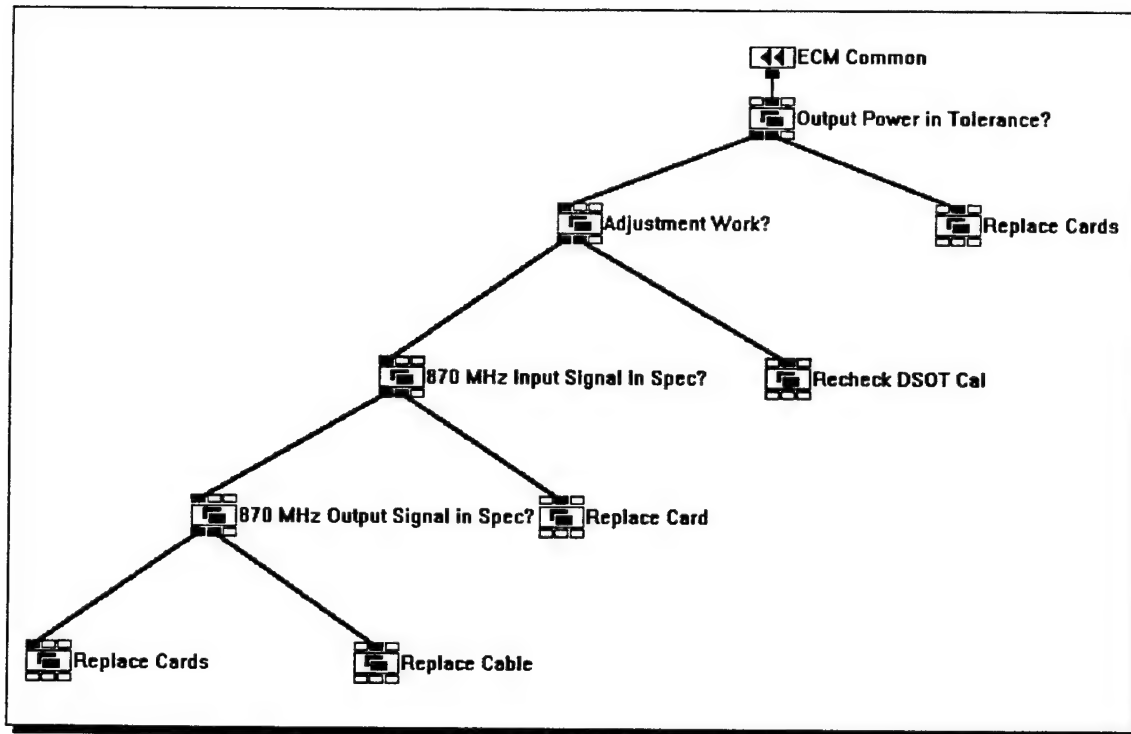 ECM Common
Output Power in Tolerance?
Adjustment Work?
Replace Cards
870 MHz Input Signal in Spec?
Recheck DSOT Cal
870 MHz Output Signal in Spec?
Replace Card
Replace Cards
Replace Cable